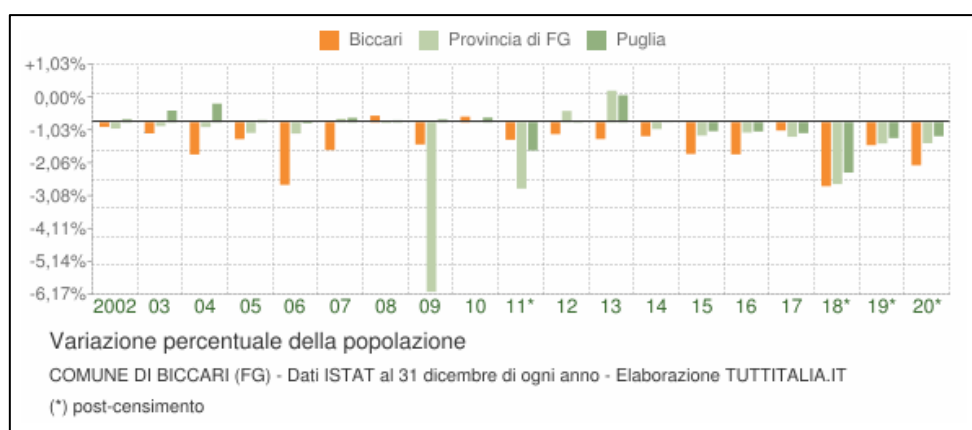 Biccari Provincia di FG Puglia
+1,03%
0,00%
-1,03%
-2,06%
-3,08%
-4,11%
-5,14%
-6,17%
2002 03 04 05 06 07 08 09 10 11* 12 13 14 15 16 17 18* 19* 20*
Variazione percentuale della popolazione
COMUNE DI BICCARI (FG) - Dati ISTAT al 31 dicembre di ogni anno - Elaborazione TUTTITALIA.IT
(*) post-censimento